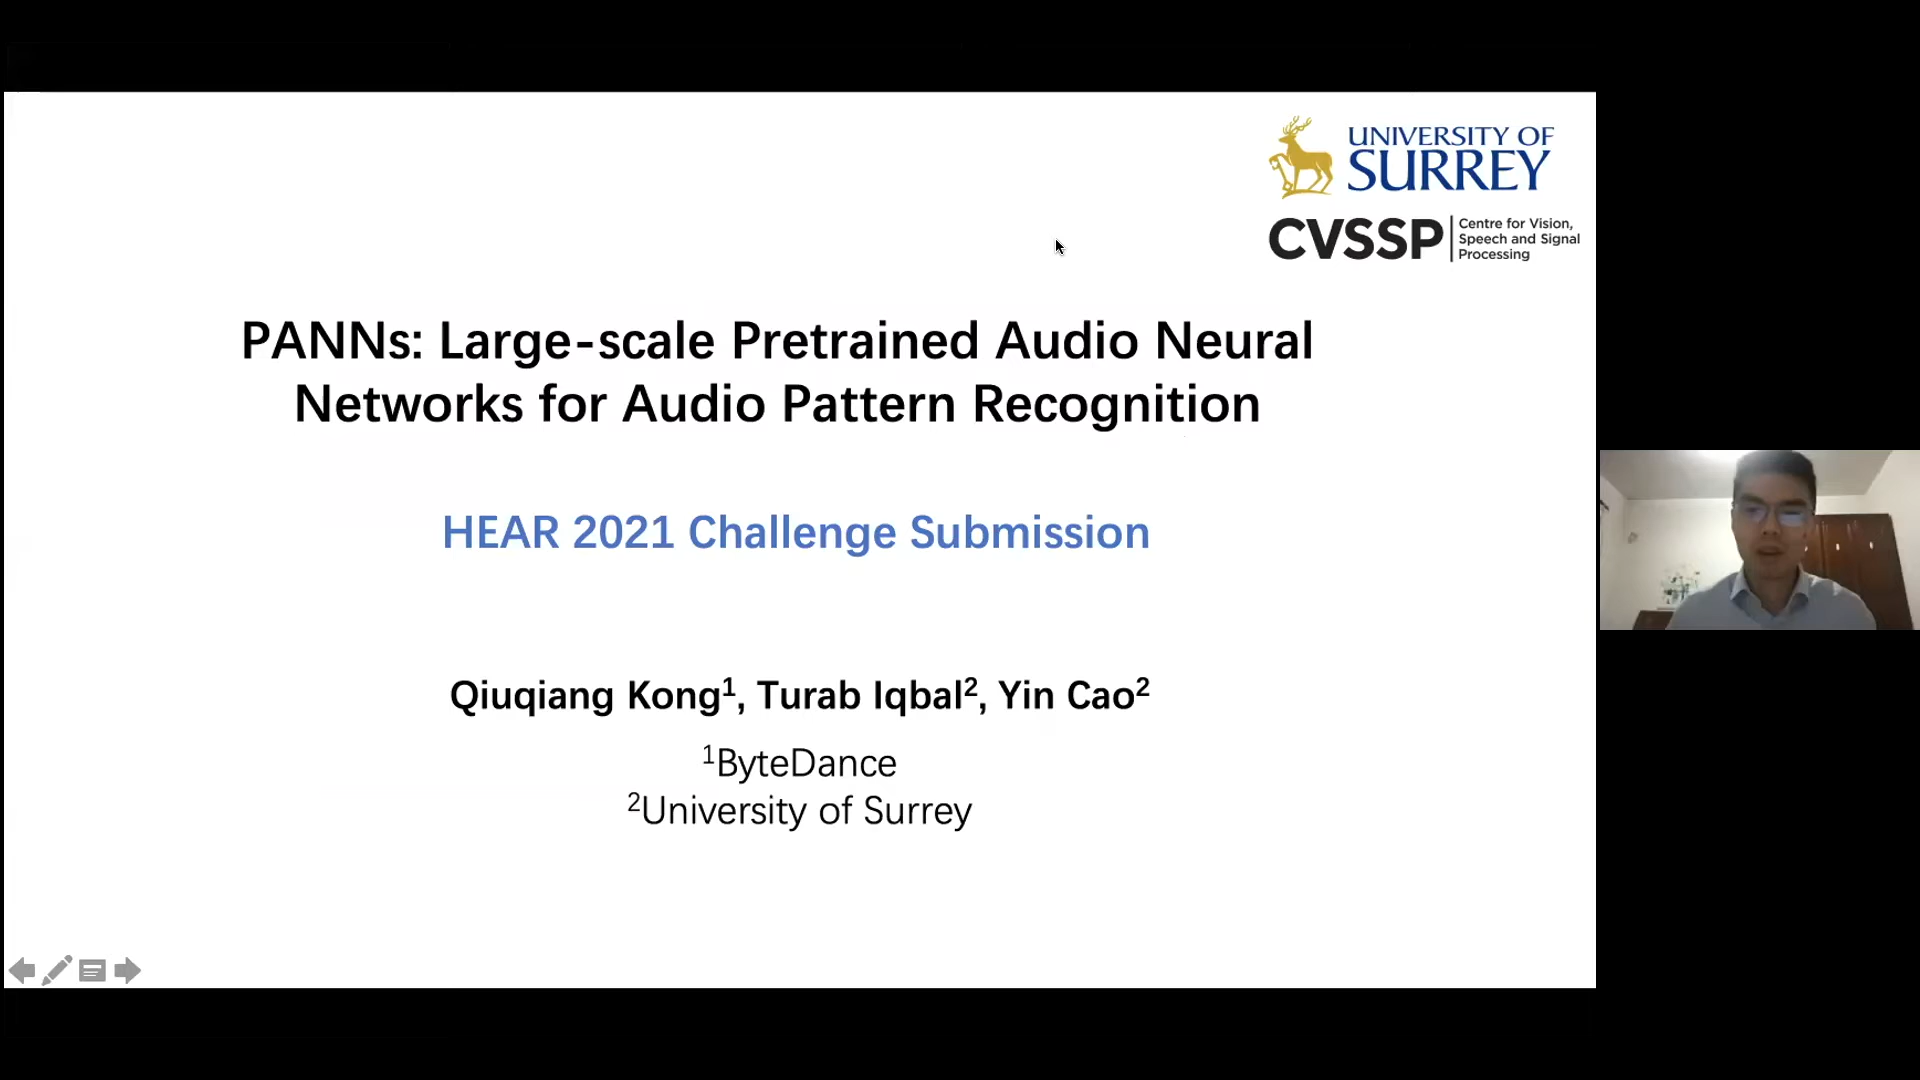 UNIVERSITY OF
SURREY
CVSSP
Centre for Vision,
Speech and Signal
Processing
PANNs: Large-scale Pretrained Audio Neural
Networks for Audio Pattern Recognition
HEAR 2021 Challenge Submission
Qiuqiang Kong¹, Turab Iqbal², Yin Cao²
¹ByteDance
²University of Surrey